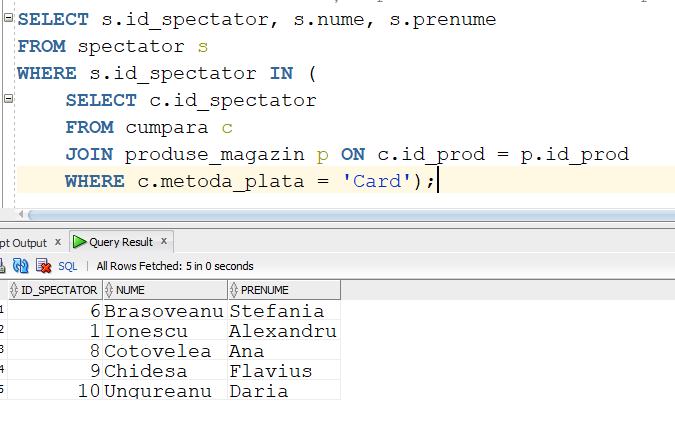 SELECT s.id_spectator, s.nume, s.prenume
FROM spectator s
WHERE s.id_spectator IN (
SELECT c.id_spectator
FROM cumpara c
JOIN produse_magazin p ON c.id_prod = p.id_prod
WHERE c.metoda_plata = 'Card');
pt Output x Query Result x
SQL | All Rows Fetched: 5 in 0 seconds
ID_SPECTATOR NUME PRENUME
1 6 Brasoveanu Stefania
2 1 Ionescu Alexandru
3 8 Cotovelea Ana
4 9 Chidesa Flavius
5 10 Ungureanu Daria